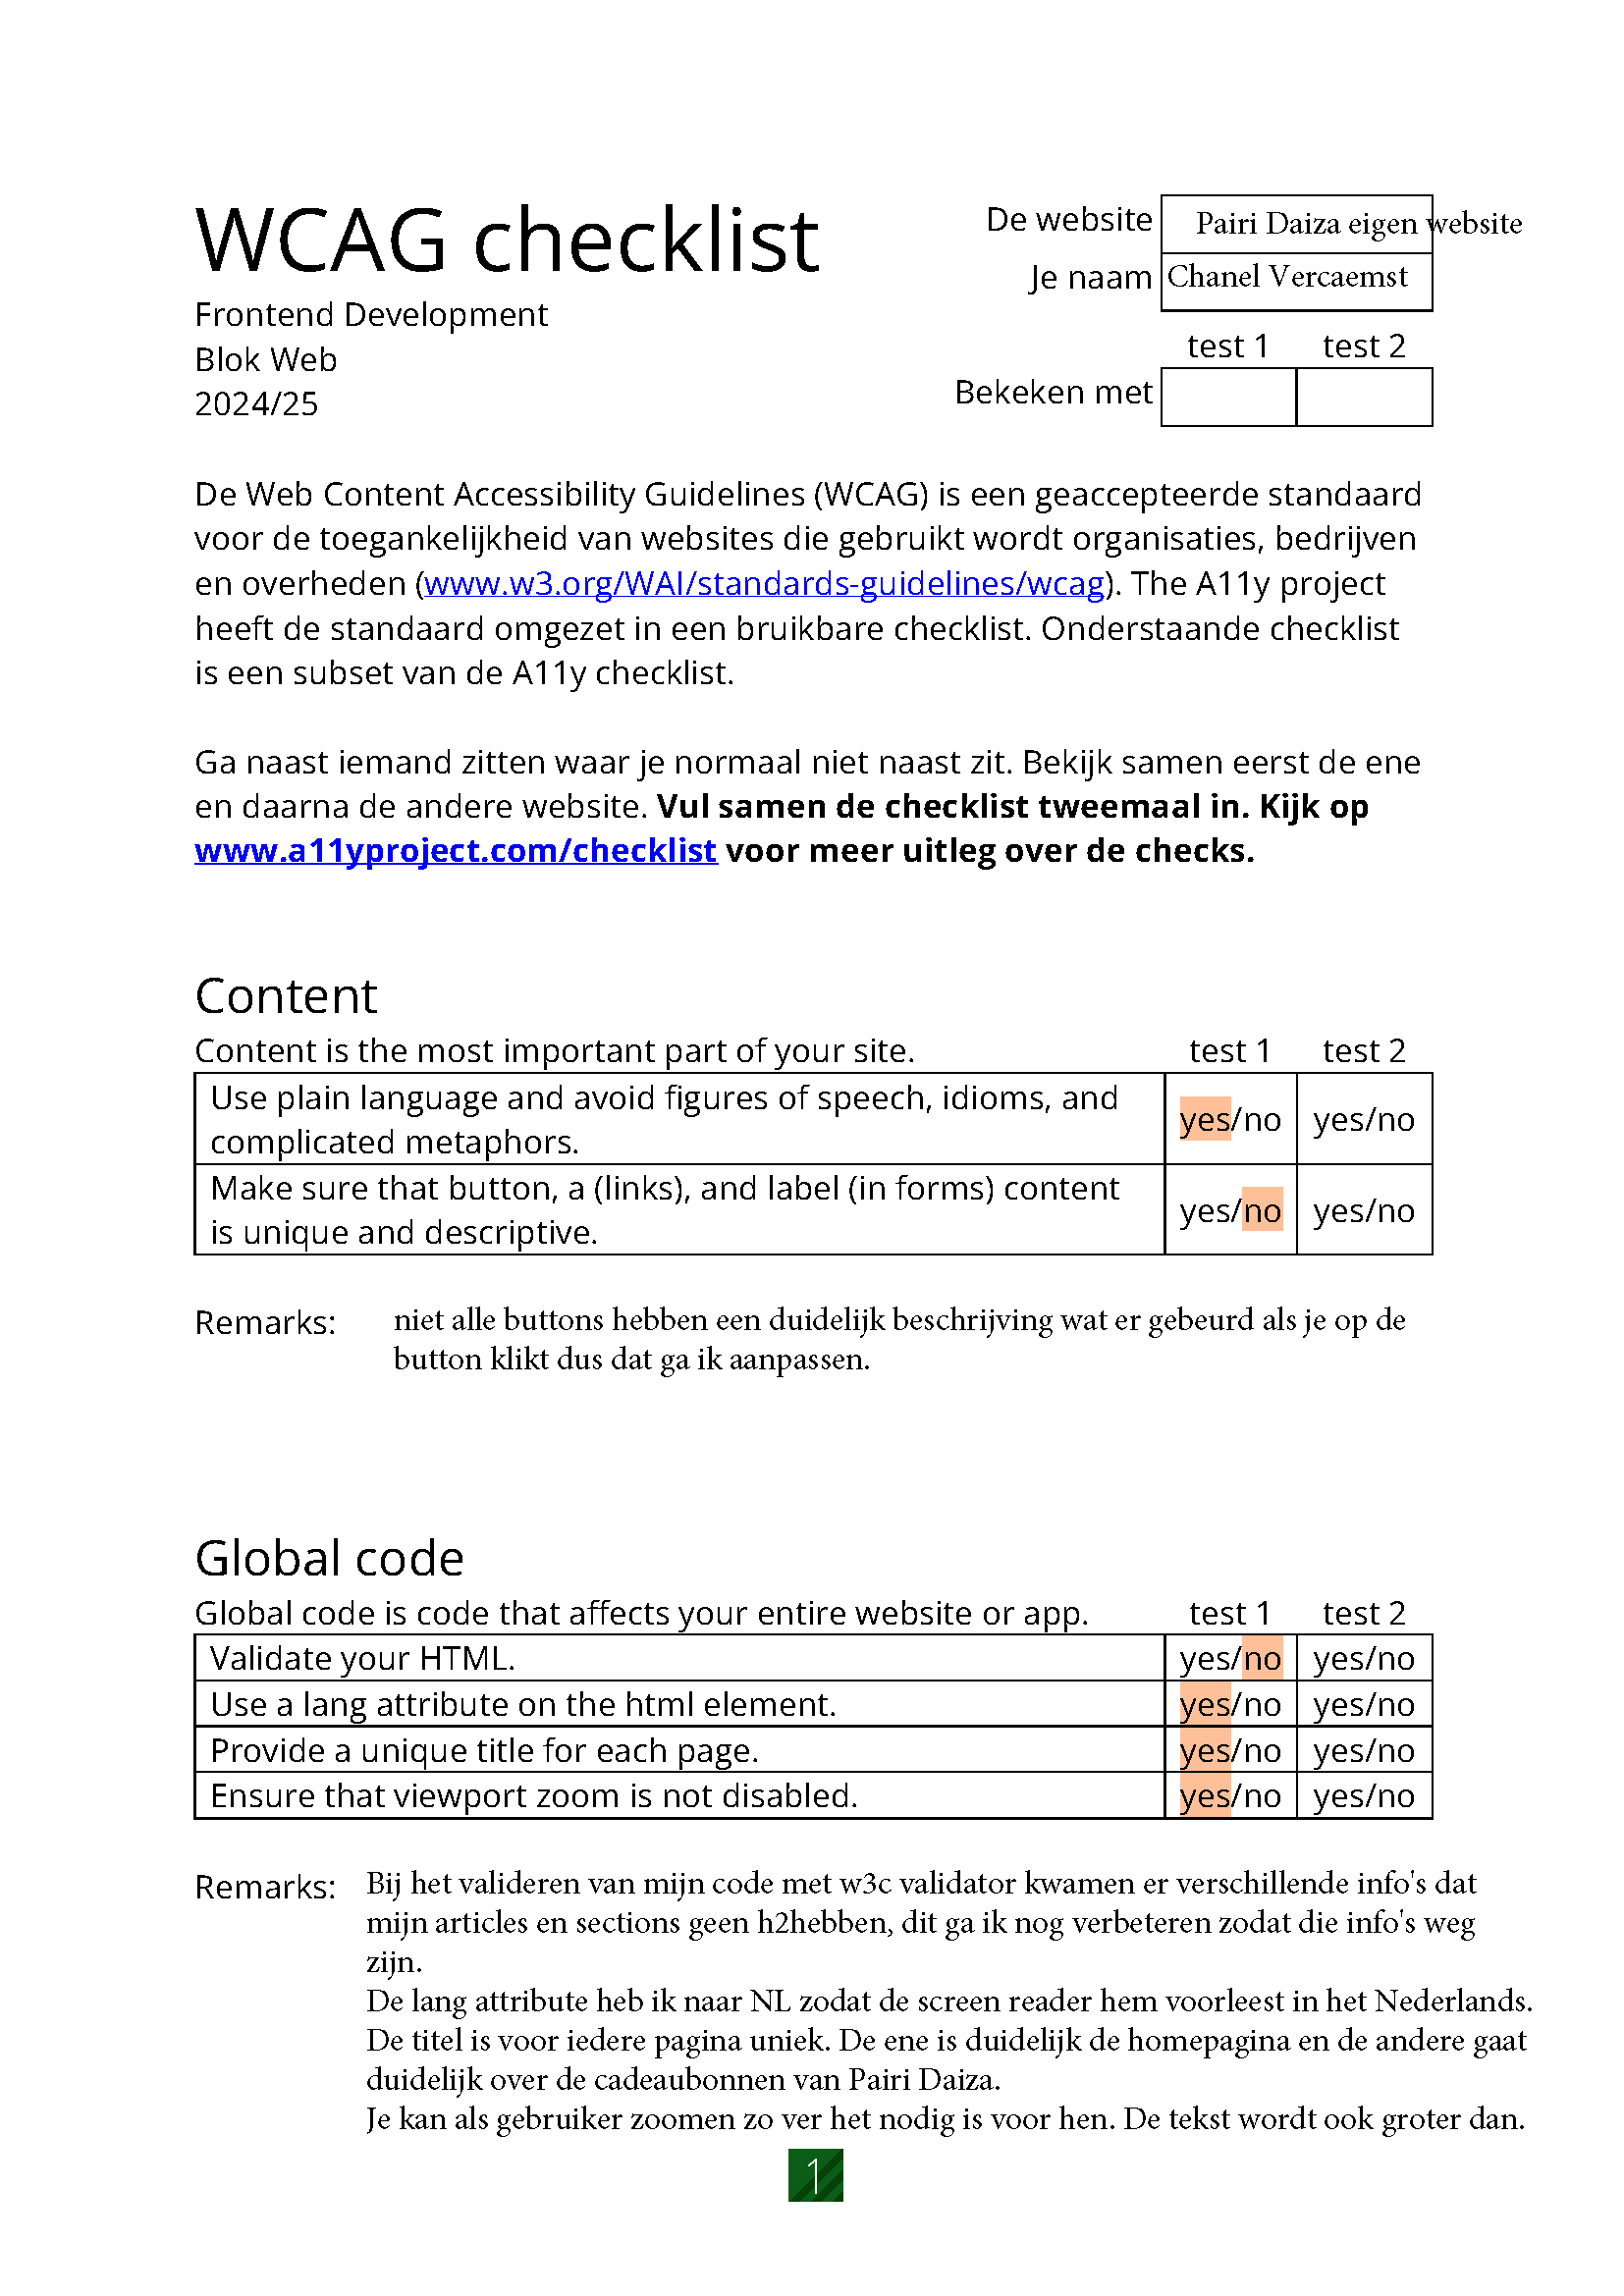 WCAG checklist
Frontend Development
Blok Web
2024/25
De website Pairi Daiza eigen website
Je naam Chanel Vercaemst
test 1 test 2
Bekeken met
De Web Content Accessibility Guidelines (WCAG) is een geaccepteerde standaard
voor de toegankelijkheid van websites die gebruikt wordt organisaties, bedrijven
en overheden (www.w3.org/WAI/standards-guidelines/wcag). The A11y project
heeft de standaard omgezet in een bruikbare checklist. Onderstaande checklist
is een subset van de A11y checklist.
Ga naast iemand zitten waar je normaal niet naast zit. Bekijk samen eerst de ene
en daarna de andere website. Vul samen de checklist tweemaal in. Kijk op
www.a11yproject.com/checklist voor meer uitleg over de checks.
Content
Content is the most important part of your site. test 1 test 2
Use plain language and avoid figures of speech, idioms, and
complicated metaphors. yes/no yes/no
Make sure that button, a (links), and label (in forms) content
is unique and descriptive. yes/no yes/no
Remarks: niet alle buttons hebben een duidelijk beschrijving wat er gebeurd als je op de
button klikt dus dat ga ik aanpassen.
Global code
Global code is code that affects your entire website or app. test 1 test 2
Validate your HTML. yes/no yes/no
Use a lang attribute on the html element. yes/no yes/no
Provide a unique title for each page. yes/no yes/no
Ensure that viewport zoom is not disabled. yes/no yes/no
Remarks: Bij het valideren van mijn code met w3c validator kwamen er verschillende info's dat
mijn articles en sections geen h2hebben, dit ga ik nog verbeteren zodat die info's weg
zijn.
De lang attribute heb ik naar NL zodat de screen reader hem voorleest in het Nederlands.
De titel is voor iedere pagina uniek. De ene is duidelijk de homepagina en de andere gaat
duidelijk over de cadeaubonnen van Pairi Daiza.
Je kan als gebruiker zoomen zo ver het nodig is voor hen. De tekst wordt ook groter dan.
1